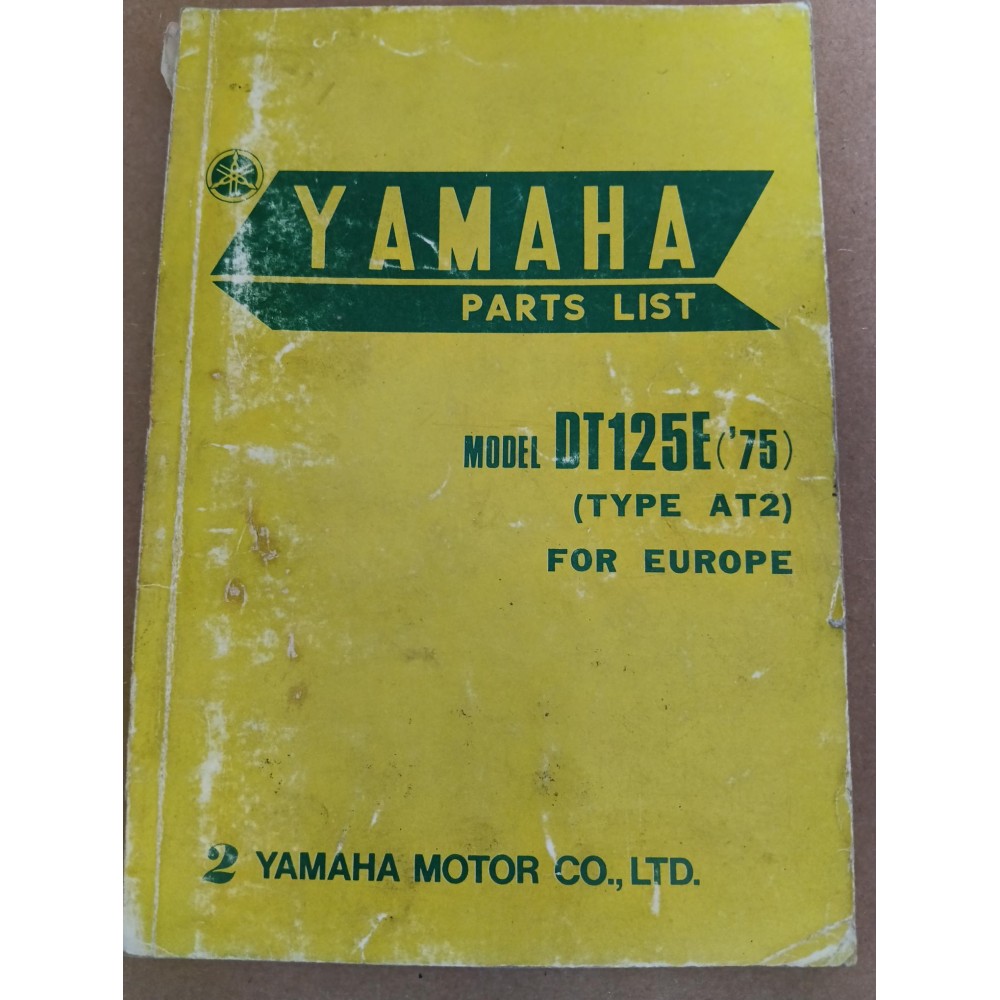 YAMAHA
PARTS LIST
MODEL DT125E ('75)
(TYPE AT2)
FOR EUROPE
2 YAMAHA MOTOR CO., LTD.